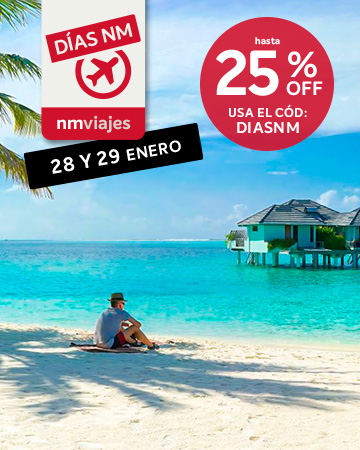 DÍAS NM
nmviajes
28 Y 29 ENERO
hasta
25% OFF
USA EL CÓD:
DIASNM